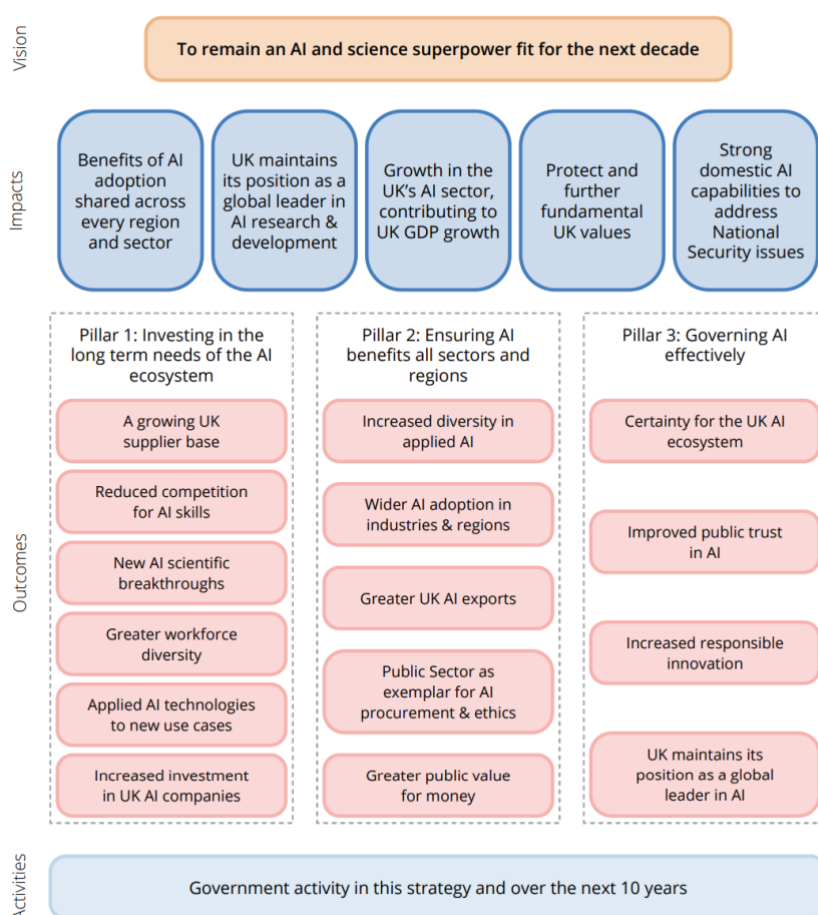 Vision
To remain an AI and science superpower fit for the next decade
Impacts
Benefits of AI
adoption
shared across
every region
and sector
UK maintains
its position as a
global leader in
AI research &
development
Growth in the
UK's AI sector,
contributing to
UK GDP growth
Protect and
further
fundamental
UK values
Strong
domestic AI
capabilities to
address
National
Security issues
Outcomes
Pillar 1: Investing in the
long term needs of the AI
ecosystem
A growing UK
supplier base
Reduced competition
for AI skills
New AI scientific
breakthroughs
Greater workforce
diversity
Applied AI technologies
to new use cases
Increased investment
in UK AI companies
Pillar 2: Ensuring AI
benefits all sectors and
regions
Increased diversity in
applied AI
Wider AI adoption in
industries & regions
Greater UK AI exports
Public Sector as
exemplar for AI
procurement & ethics
Greater public value
for money
Pillar 3: Governing AI
effectively
Certainty for the UK AI
ecosystem
Improved public trust
in AI
Increased responsible
innovation
UK maintains its
position as a global
leader in AI
Activities
Government activity in this strategy and over the next 10 years